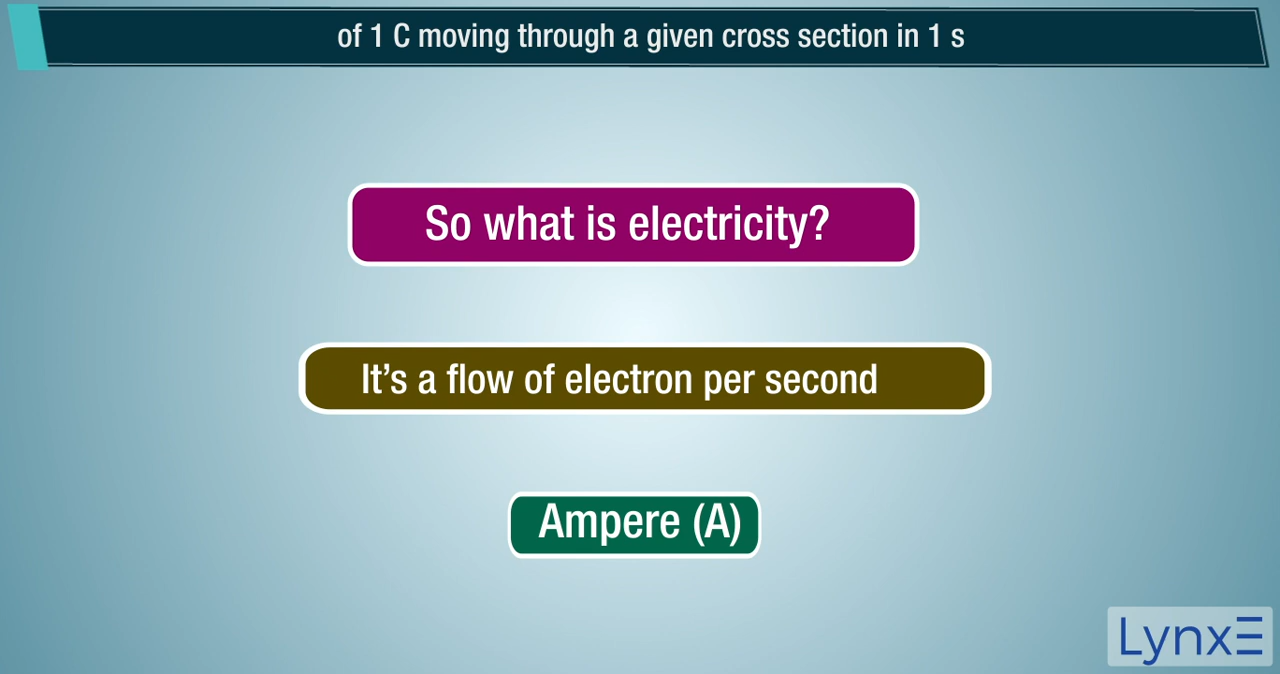 of 1 C moving through a given cross section in 1 s
So what is electricity?
It’s a flow of electron per second
Ampere (A)
LynxE